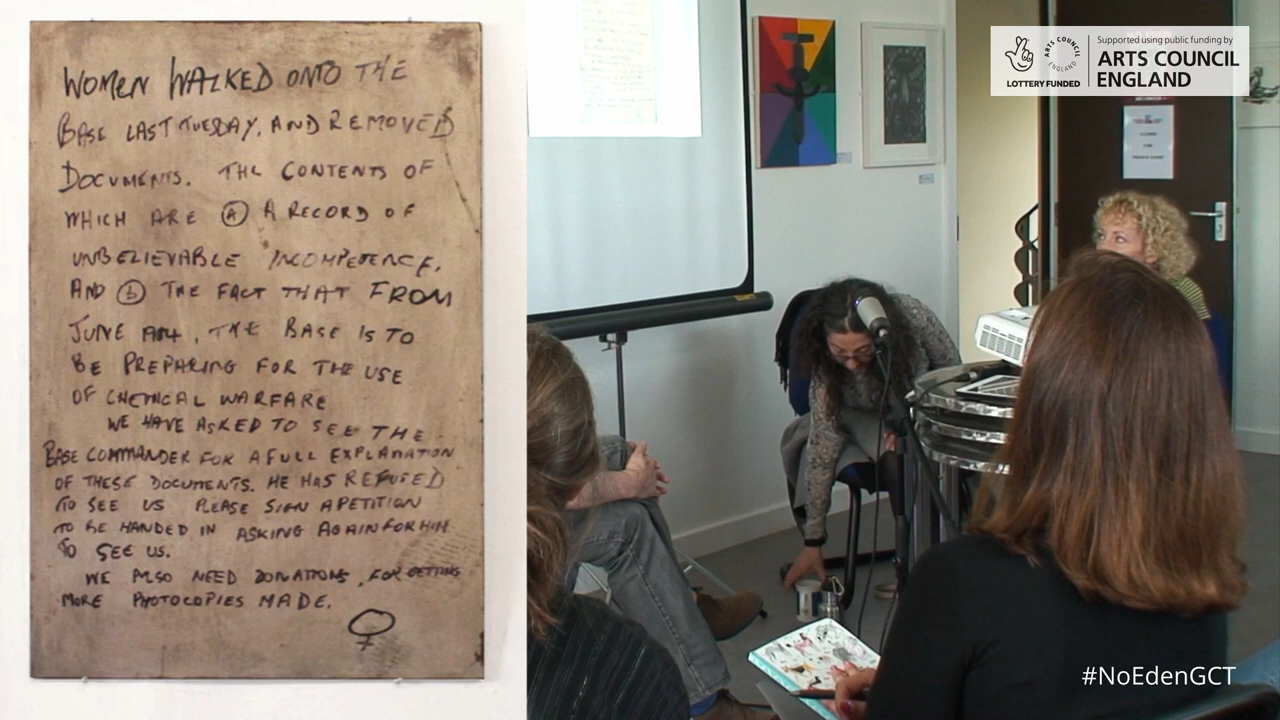 WOMEN WALKED ONTO THE
BASE LAST TUESDAY, AND REMOVED
DOCUMENTS. THE CONTENTS OF
WHICH ARE ⓐ A RECORD OF
UNBELIEVABLE INCOMPETENCE,
AND ⓑ THE FACT THAT FROM
JUNE 1984, THE BASE IS TO
BE PREPARING FOR THE USE
OF CHEMICAL WARFARE
WE HAVE ASKED TO SEE THE
BASE COMMANDER FOR A FULL EXPLANATION
OF THESE DOCUMENTS. HE HAS REFUSED
TO SEE US PLEASE SIGN A PETITION
TO BE HANDED IN ASKING AGAIN FOR HIM
TO SEE US.
WE ALSO NEED DONATIONS, FOR GETTING
MORE PHOTOCOPIES MADE.
Supported using public funding by
ARTS COUNCIL
ENGLAND
LOTTERY FUNDED
ARTS COUNCIL ENGLAND
#NoEdenGCT